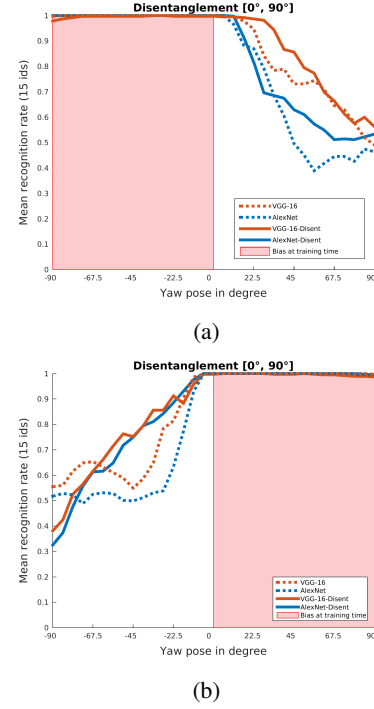 Disentanglement [0°, 90°]
Mean recognition rate (15 ids)
1
0.9
0.8
0.7
0.6
0.5
0.4
0.3
0.2
0.1
0
VGG-16
AlexNet
VGG-16-Disent
AlexNet-Disent
Bias at training time
-90 -67.5 -45 -22.5 0 22.5 45 67.5 90
Yaw pose in degree
(a)
Disentanglement [0°, 90°]
Mean recognition rate (15 ids)
1
0.9
0.8
0.7
0.6
0.5
0.4
0.3
0.2
0.1
0
VGG-16
AlexNet
VGG-16-Disent
AlexNet-Disent
Bias at training time
-90 -67.5 -45 -22.5 0 22.5 45 67.5 90
Yaw pose in degree
(b)